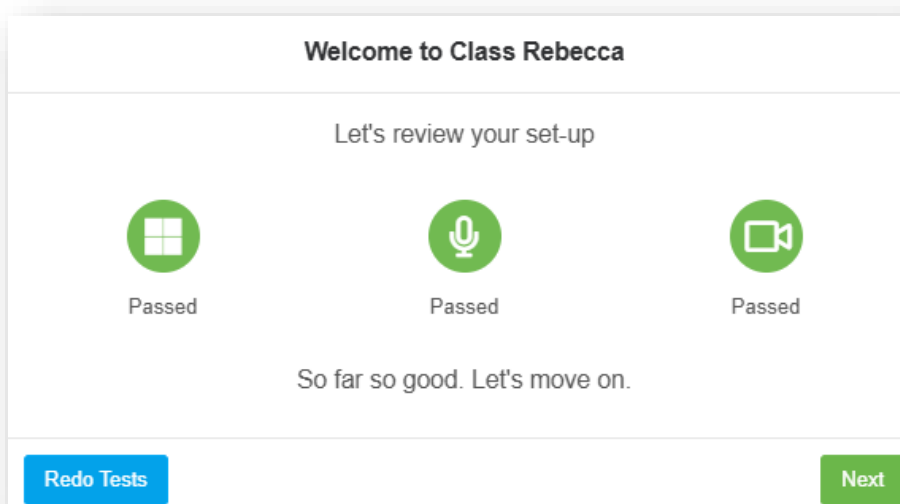 Welcome to Class Rebecca
Let's review your set-up
Passed
Passed
Passed
So far so good. Let's move on.
Redo Tests
Next